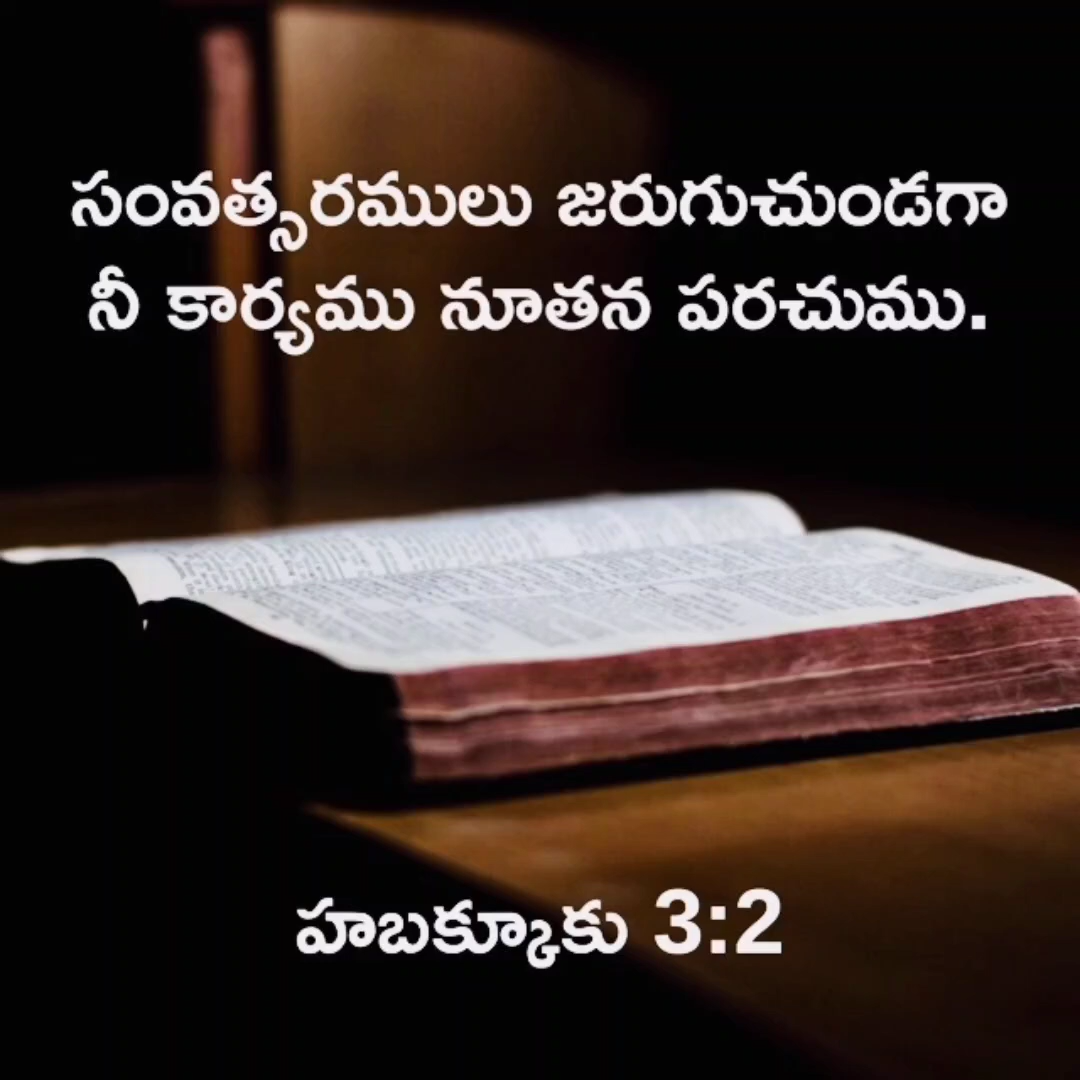 సంవత్సరములు జరుగుచుండగా
నీ కార్యము నూతన పరచుము.
హబక్కూకు 3:2